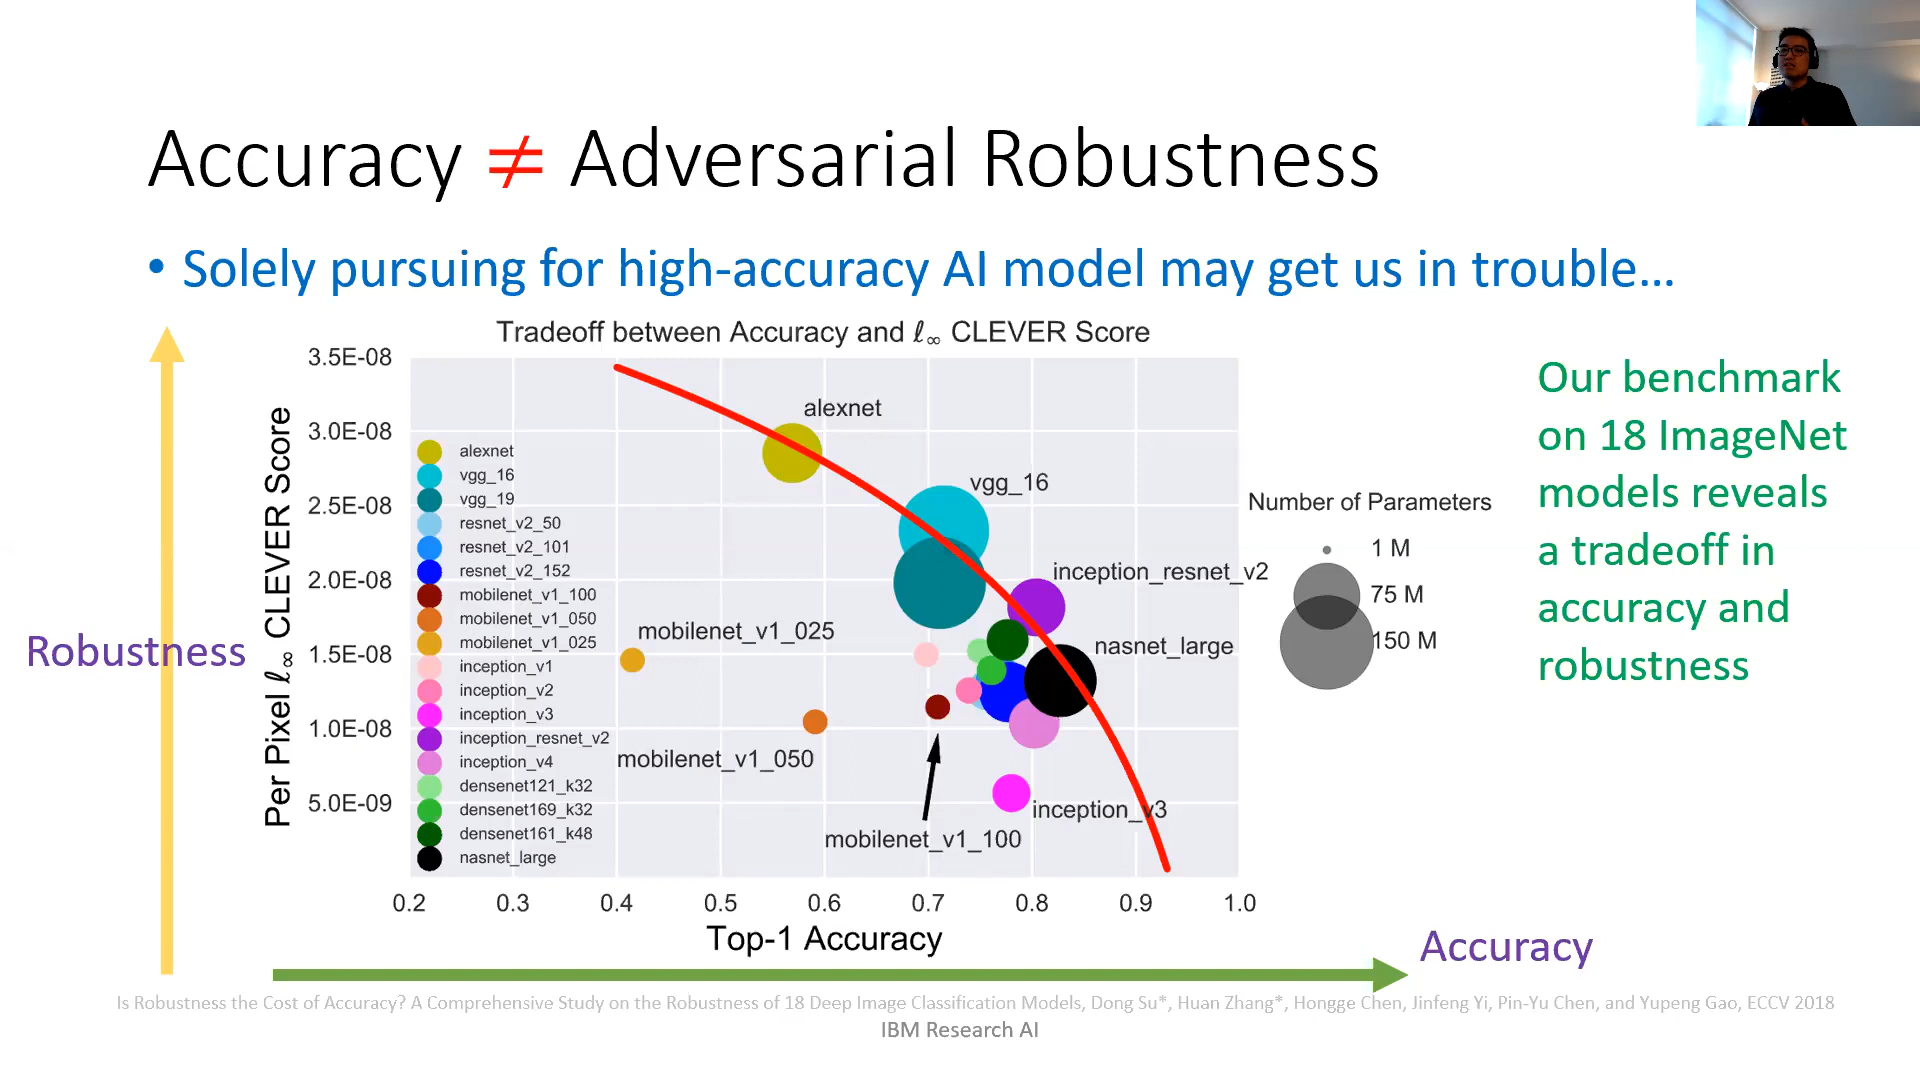 Accuracy ≠ Adversarial Robustness
• Solely pursuing for high-accuracy AI model may get us in trouble...
Tradeoff between Accuracy and ℓ∞ CLEVER Score
Robustness
Per Pixel ℓ∞ CLEVER Score
3.5E-08
3.0E-08
2.5E-08
2.0E-08
1.5E-08
1.0E-08
5.0E-09
alexnet
vgg_16
vgg_19
resnet_v2_50
resnet_v2_101
resnet_v2_152
mobilenet_v1_100
mobilenet_v1_050
mobilenet_v1_025
inception_v1
inception_v2
inception_v3
inception_resnet_v2
inception_v4
densenet121_k32
densenet169_k32
densenet161_k48
nasnet_large
alexnet
vgg_16
inception_resnet_v2
mobilenet_v1_025
nasnet_large
mobilenet_v1_050
inception_v3
mobilenet_v1_100
0.2 0.3 0.4 0.5 0.6 0.7 0.8 0.9 1.0
Top-1 Accuracy
Number of Parameters
1 M
75 M
150 M
Our benchmark
on 18 ImageNet
models reveals
a tradeoff in
accuracy and
robustness
Accuracy
Is Robustness the Cost of Accuracy? A Comprehensive Study on the Robustness of 18 Deep Image Classification Models, Dong Su*, Huan Zhang*, Hongge Chen, Jinfeng Yi, Pin-Yu Chen, and Yupeng Gao, ECCV 2018
IBM Research AI